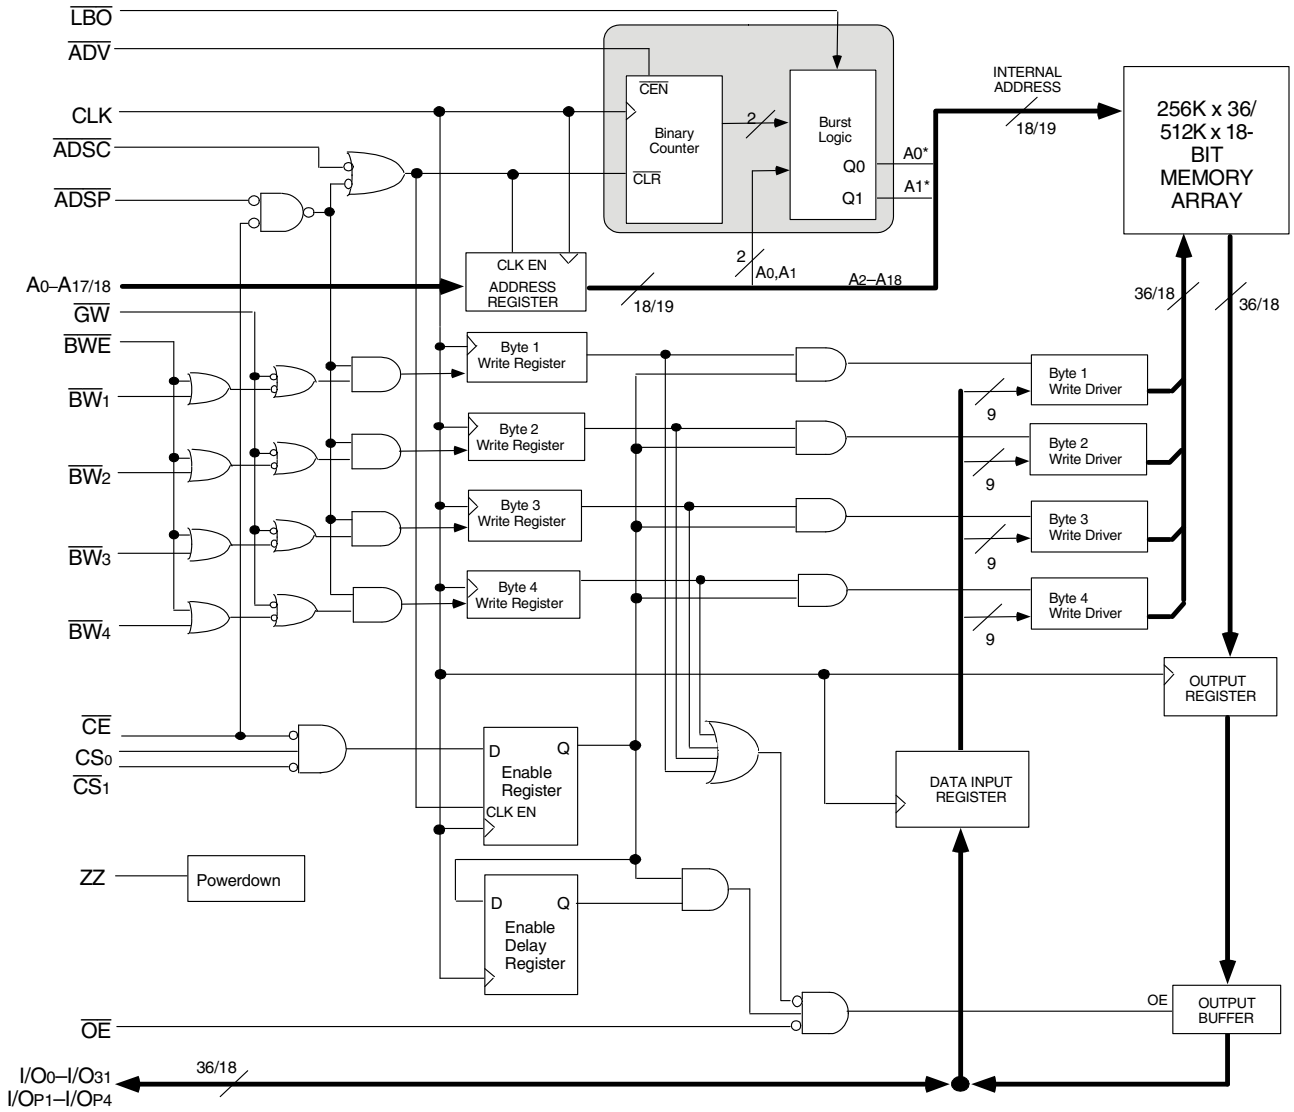 LBO
ADV
CEN
CLK
INTERNAL
ADDRESS
18/19
256K x 36/
512K x 18-
BIT
MEMORY
ARRAY
2
Burst
Logic
Binary
Counter
ADSC
A0*
Q0
CLR
ADSP
Q1
A1*
2
A0,A1
A2–A18
CLK EN
ADDRESS
REGISTER
A0–A17/18
18/19
36/18
36/18
GW
BWE
Byte 1
Write Register
Byte 1
Write Driver
BW1
9
Byte 2
Write Register
Byte 2
Write Driver
BW2
9
Byte 3
Write Register
Byte 3
Write Driver
BW3
9
Byte 4
Write Register
Byte 4
Write Driver
BW4
9
OUTPUT
REGISTER
CE
CS0
CS1
D
Q
Enable
Register
CLK EN
DATA INPUT
REGISTER
ZZ
Powerdown
D
Q
Enable
Delay
Register
OE
OE
OUTPUT
BUFFER
36/18
I/O0–I/O31
I/OP1–I/OP4